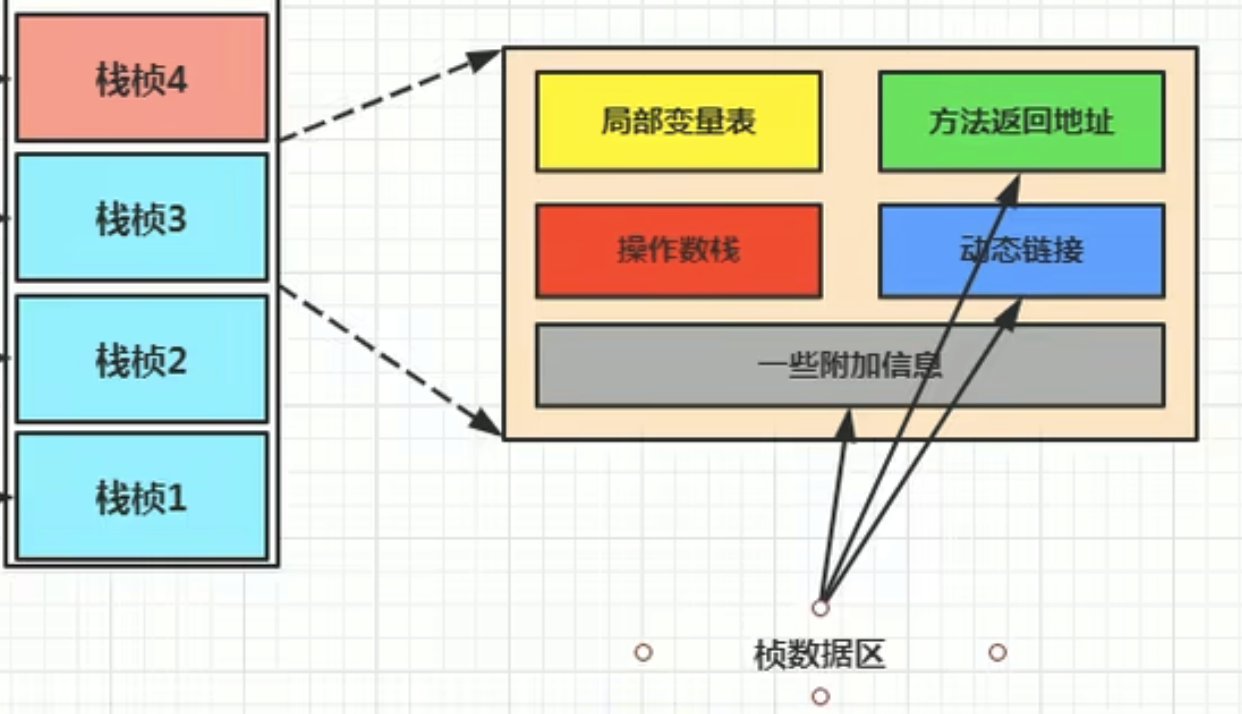 栈桢4
栈桢3
栈桢2
栈桢1
局部变量表
方法返回地址
操作数栈
动态链接
一些附加信息
桢数据区